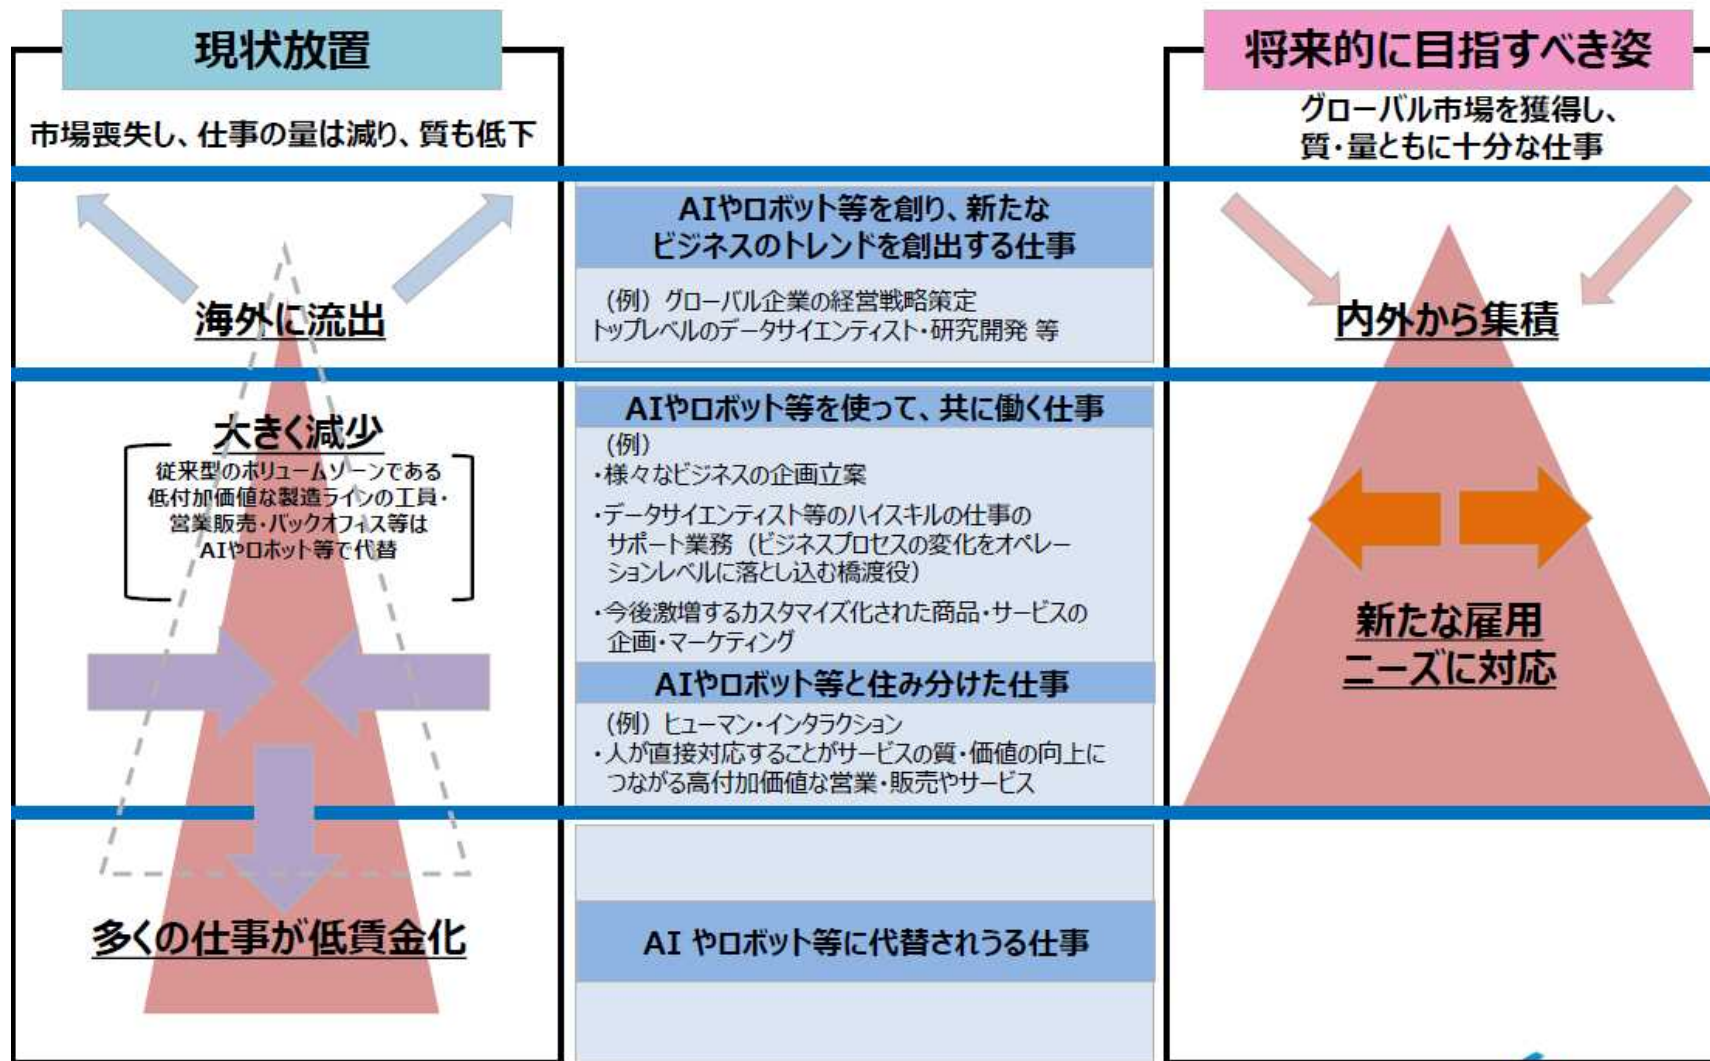 現状放置
市場喪失し、仕事の量は減り、質も低下
海外に流出
大きく減少
従来型のボリュームゾーンである
低付加価値な製造ラインの工員・
営業販売・バックオフィス等は
AIやロボット等で代替
多くの仕事が低賃金化
AIやロボット等を創り、新たな
ビジネスのトレンドを創出する仕事
（例）グローバル企業の経営戦略策定
トップレベルのデータサイエンティスト・研究開発 等
AIやロボット等を使って、共に働く仕事
（例）
・様々なビジネスの企画立案
・データサイエンティスト等のハイスキルの仕事の
サポート業務（ビジネスプロセスの変化をオペレー
ションレベルに落とし込む橋渡役）
・今後激増するカスタマイズ化された商品・サービスの
企画・マーケティング
AIやロボット等と住み分けた仕事
（例）ヒューマン・インタラクション
・人が直接対応することがサービスの質・価値の向上に
つながる高付加価値な営業・販売やサービス
AI やロボット等に代替されうる仕事
将来的に目指すべき姿
グローバル市場を獲得し、
質・量ともに十分な仕事
内外から集積
新たな雇用
ニーズに対応